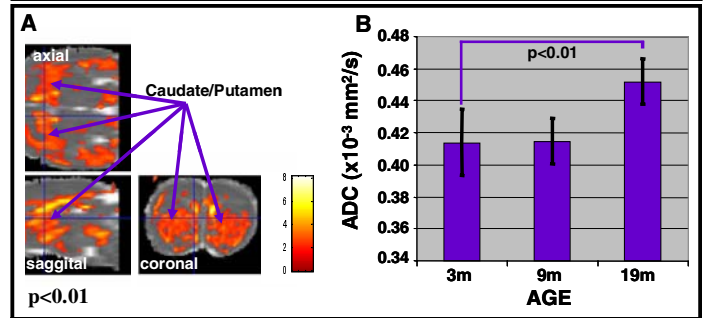 A
axial
Caudate/Putamen
saggital
coronal
8
6
4
2
0
p<0.01
B
0.48
0.46
0.44
0.42
0.40
0.38
0.36
0.34
ADC (x10⁻³ mm²/s)
p<0.01
3m
9m
19m
AGE